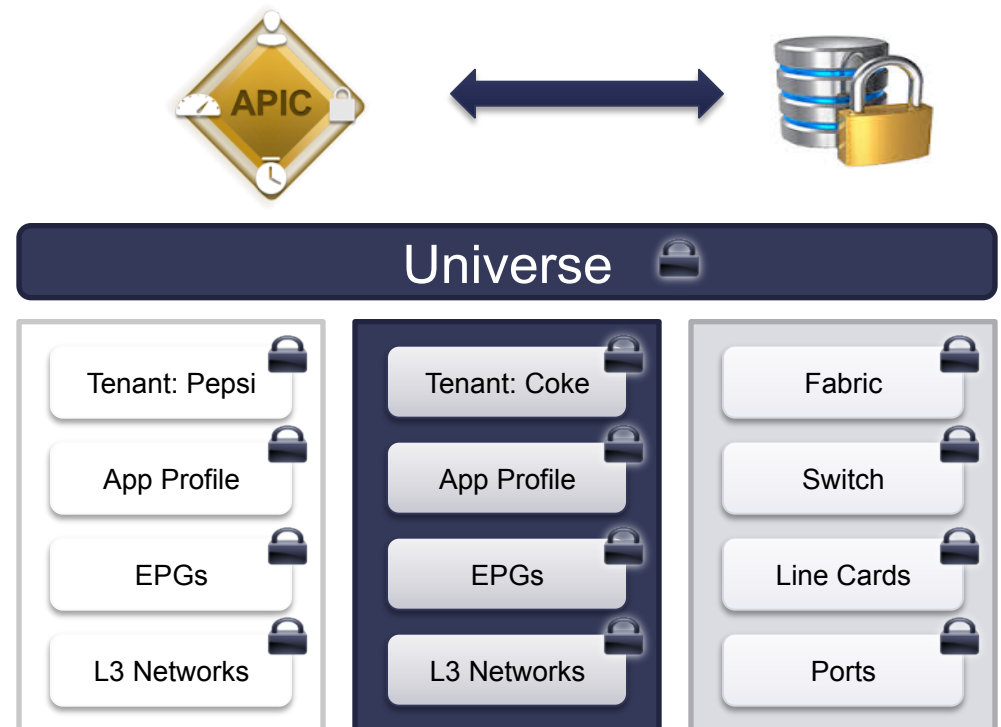 APIC
Universe
Tenant: Pepsi
App Profile
EPGs
L3 Networks
Tenant: Coke
App Profile
EPGs
L3 Networks
Fabric
Switch
Line Cards
Ports